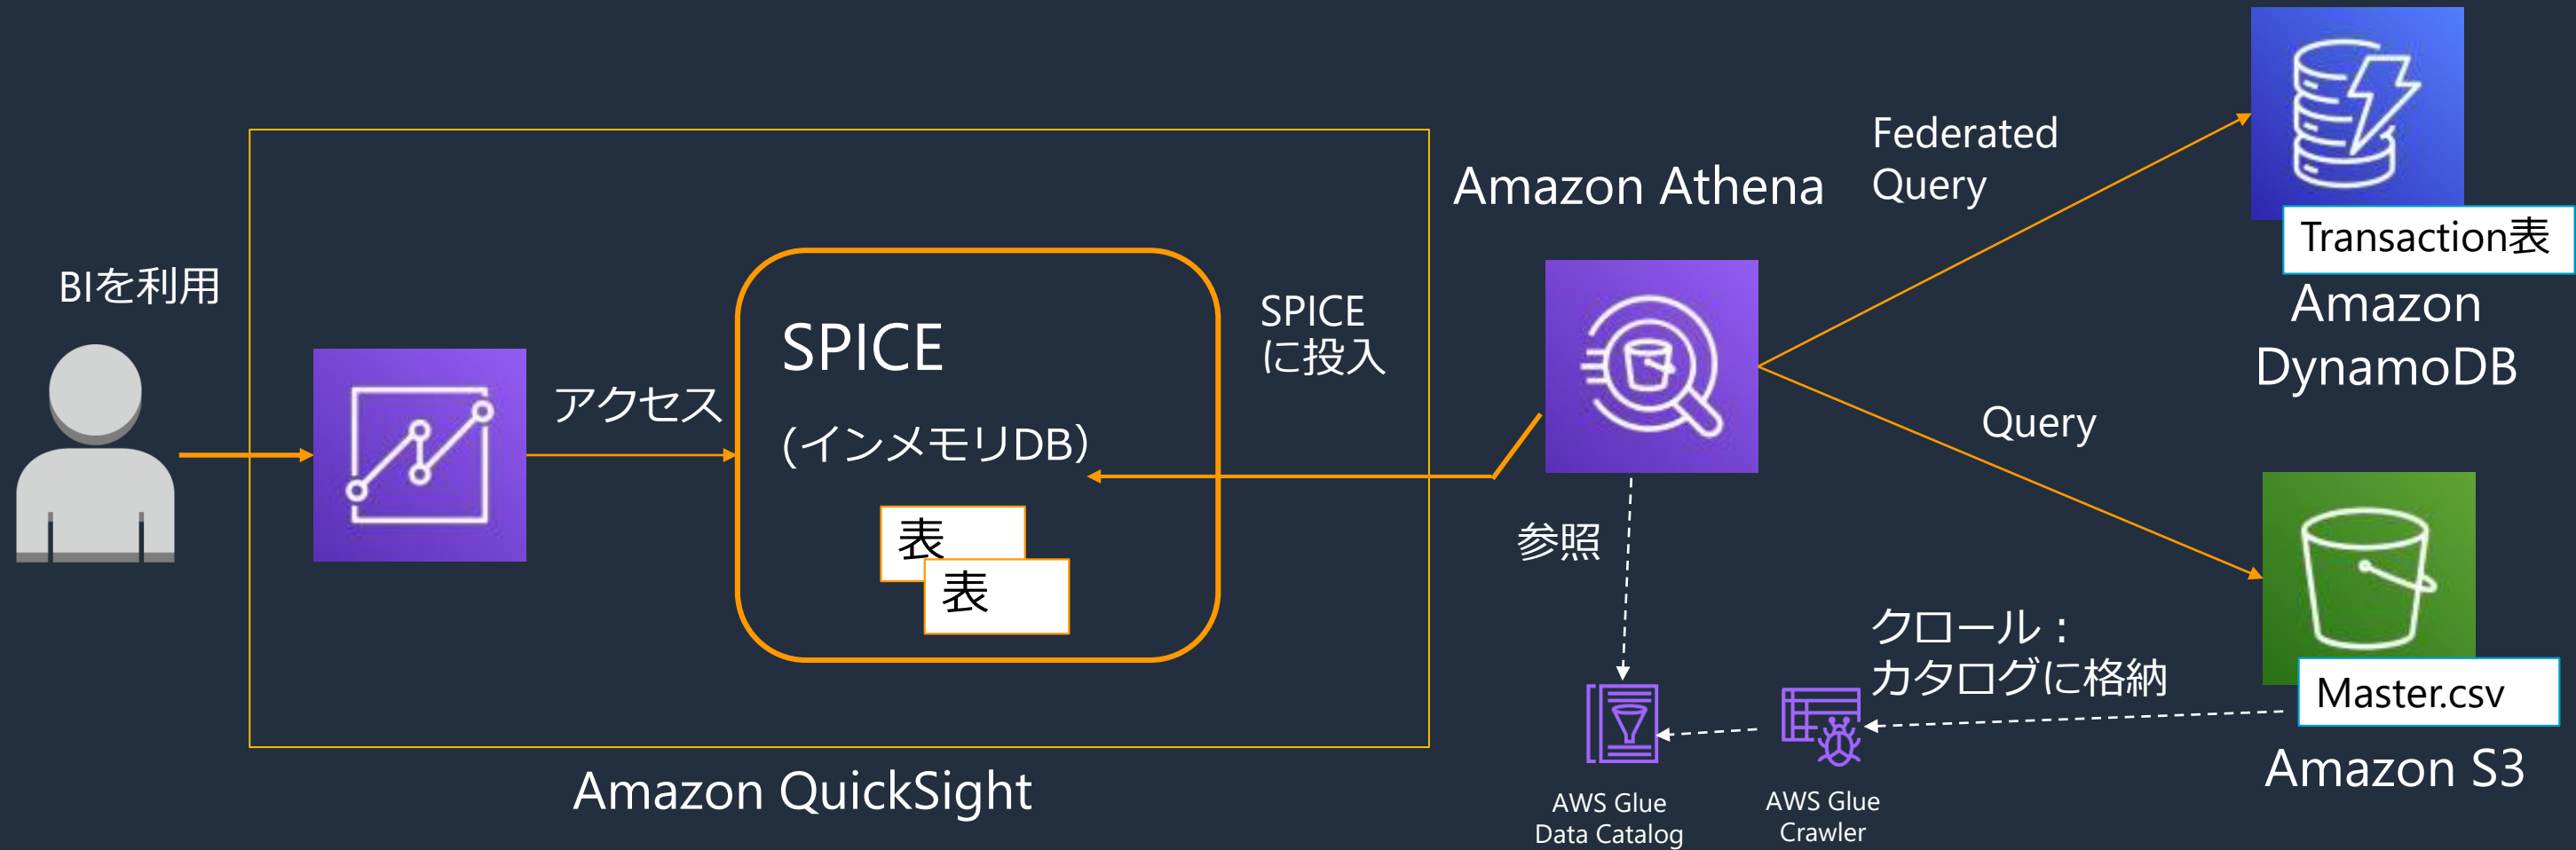 BIを利用
アクセス
SPICE
(インメモリDB）
表
表
SPICE
に投入
Amazon QuickSight
Amazon Athena
Federated
Query
Query
参照
クロール：
カタログに格納
AWS Glue
Data Catalog
AWS Glue
Crawler
Transaction表
Amazon
DynamoDB
Master.csv
Amazon S3